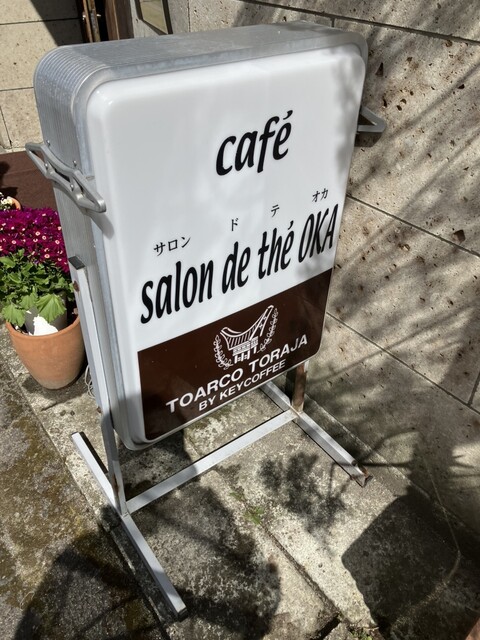 café
サロン ド テ オカ
salon de thé OKA
TOARCO TORAJA
BY KEYCOFFEE